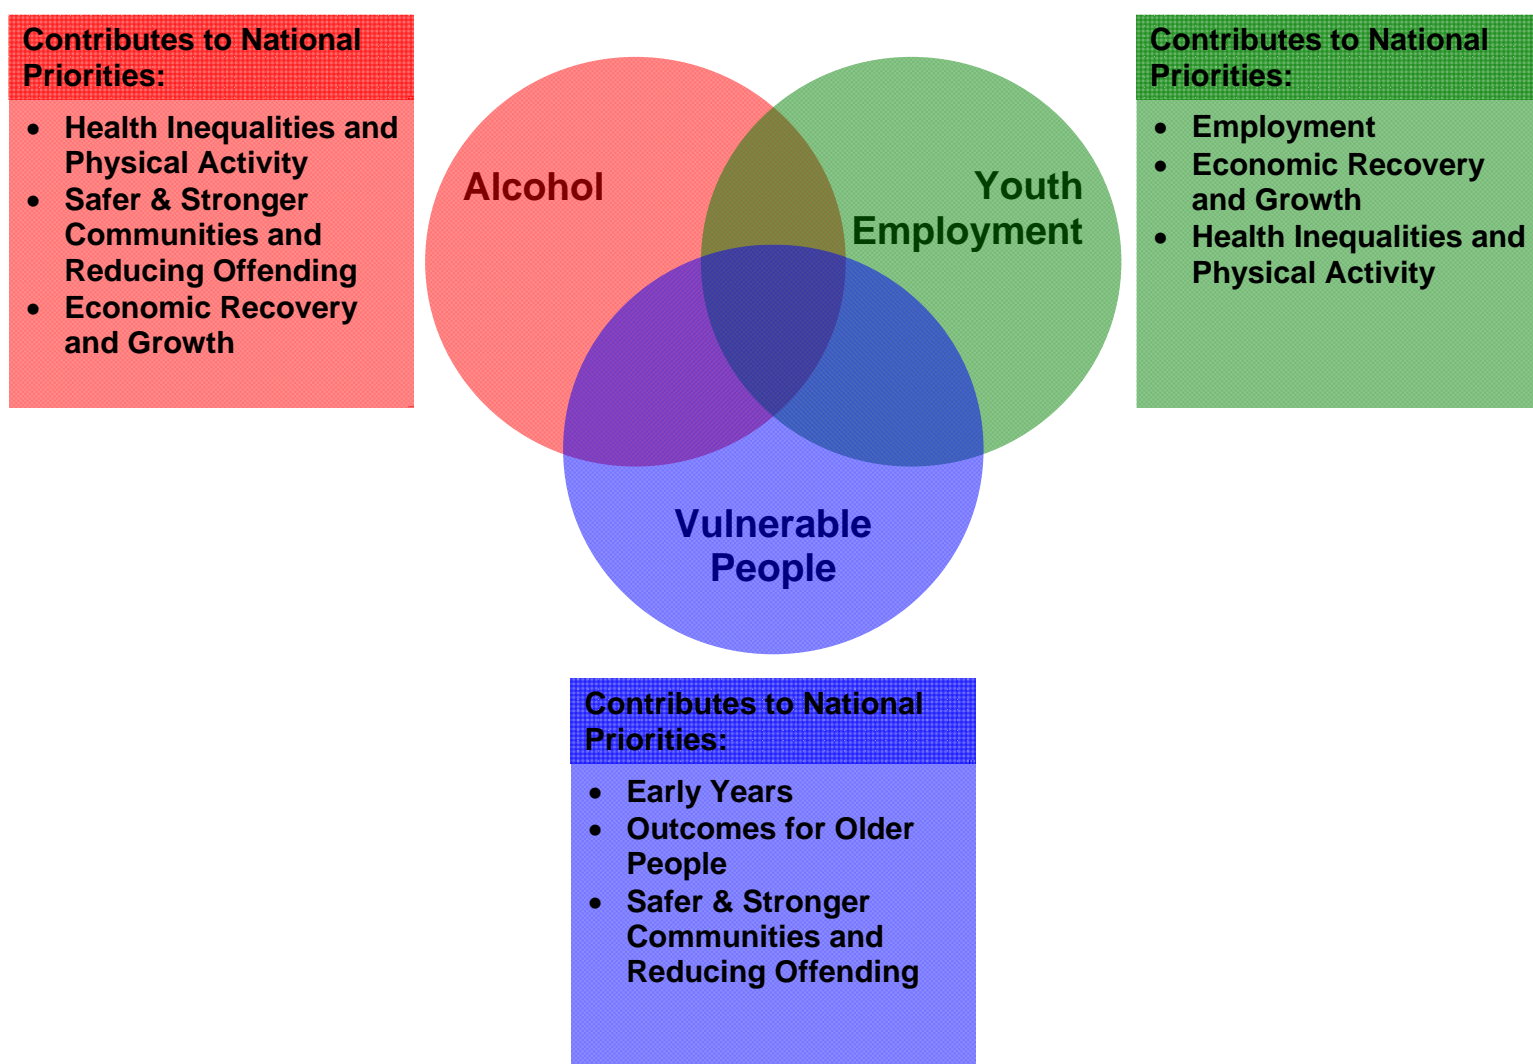 Contributes to National
Priorities:
• Health Inequalities and
Physical Activity
• Safer & Stronger
Communities and
Reducing Offending
• Economic Recovery
and Growth
Alcohol
Youth
Employment
Contributes to National
Priorities:
• Employment
• Economic Recovery
and Growth
• Health Inequalities and
Physical Activity
Vulnerable
People
Contributes to National
Priorities:
• Early Years
• Outcomes for Older
People
• Safer & Stronger
Communities and
Reducing Offending